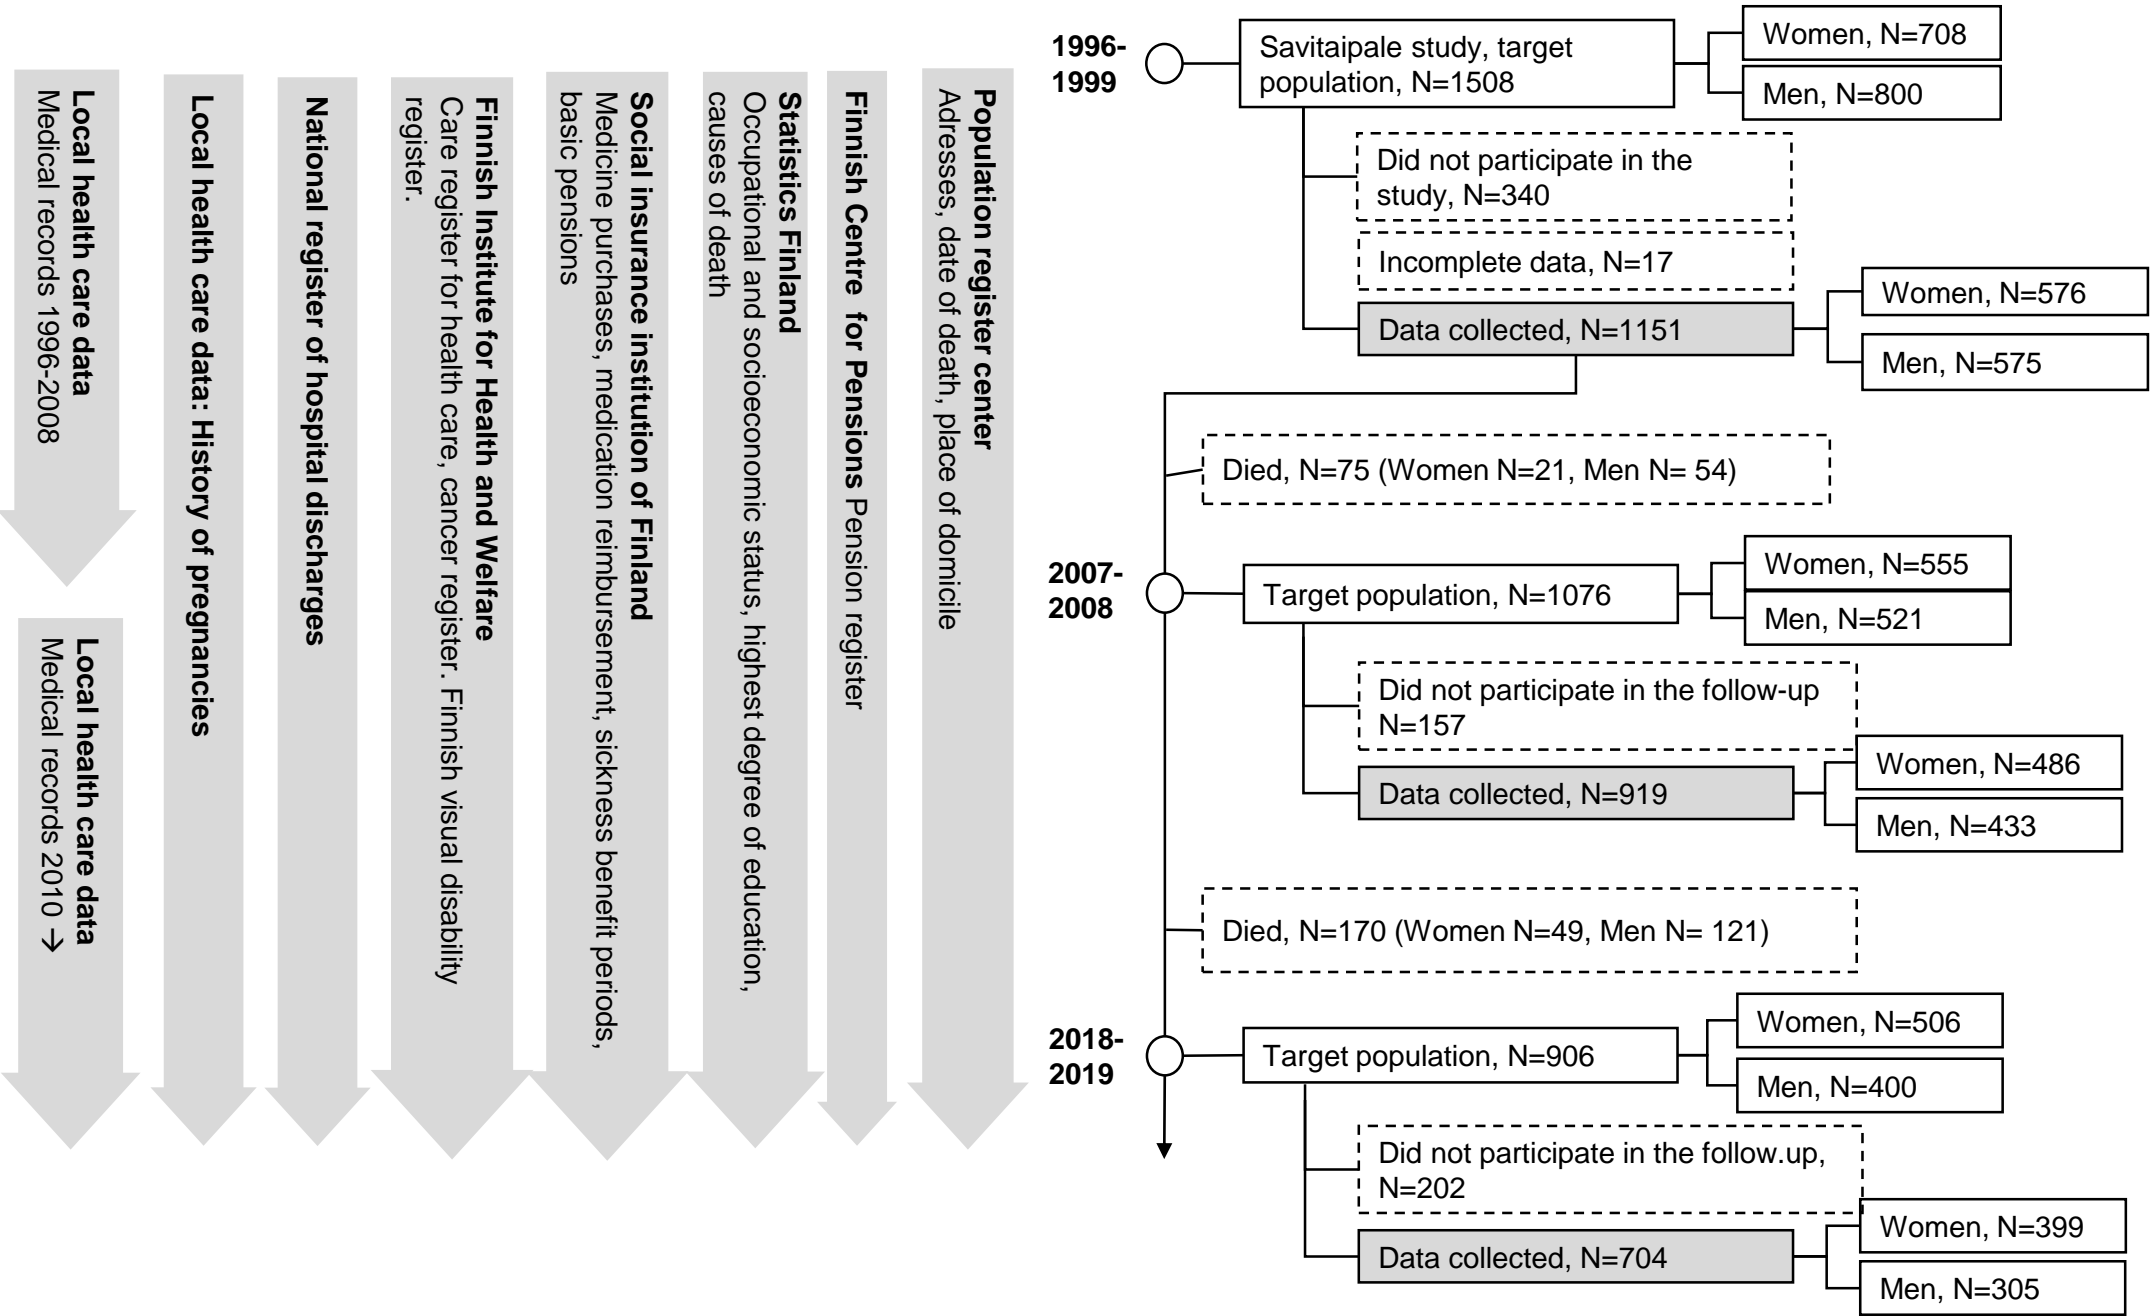 Local health care data
Medical records 1996-2008
Local health care data
Medical records 2010 →
Local health care data: History of pregnancies
National register of hospital discharges
Finnish Institute for Health and Welfare
Care register for health care, cancer register. Finnish visual disability
register.
Social insurance institution of Finland
Medicine purchases, medication reimbursement, sickness benefit periods,
basic pensions
Statistics Finland
Occupational and socioeconomic status, highest degree of education,
causes of death
Finnish Centre for Pensions Pension register
Population register center
Adresses, date of death, place of domicile
1996-
1999
Savitaipale study, target
population, N=1508
Women, N=708
Men, N=800
Did not participate in the
study, N=340
Incomplete data, N=17
Data collected, N=1151
Women, N=576
Men, N=575
Died, N=75 (Women N=21, Men N= 54)
2007-
2008
Target population, N=1076
Women, N=555
Men, N=521
Did not participate in the follow-up
N=157
Data collected, N=919
Women, N=486
Men, N=433
Died, N=170 (Women N=49, Men N= 121)
2018-
2019
Target population, N=906
Women, N=506
Men, N=400
Did not participate in the follow.up,
N=202
Data collected, N=704
Women, N=399
Men, N=305